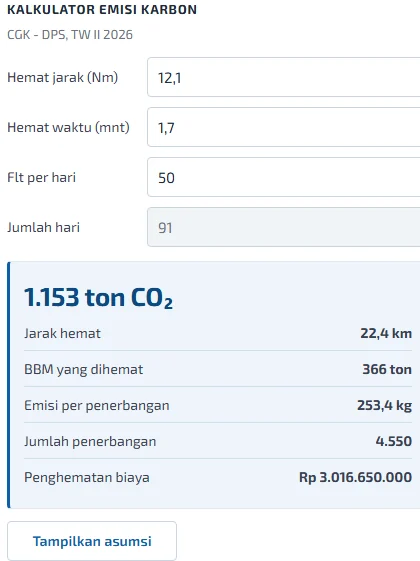 KALKULATOR EMISI KARBON
CGK - DPS, TW II 2026
Hemat jarak (Nm) 12,1
Hemat waktu (mnt) 1,7
Flt per hari 50
Jumlah hari 91
1.153 ton CO₂
Jarak hemat 22,4 km
BBM yang dihemat 366 ton
Emisi per penerbangan 253,4 kg
Jumlah penerbangan 4.550
Penghematan biaya Rp 3.016.650.000
Tampilkan asumsi